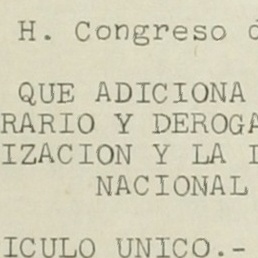 H. Congreso d
QUE ADICIONA
RARIO Y DEROGA
IZACION Y LA I
NACIONAL
ICULO UNICO.-